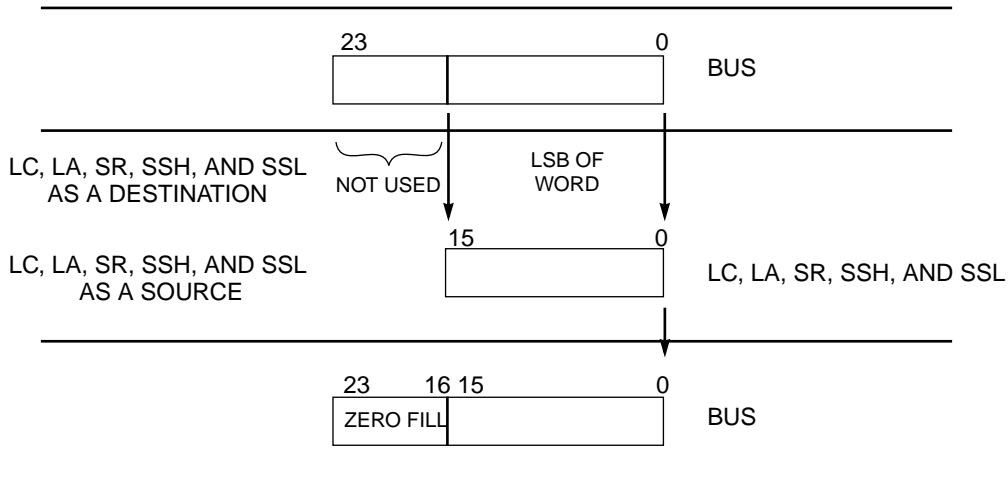 23 0
BUS
LC, LA, SR, SSH, AND SSL
AS A DESTINATION
NOT USED
LSB OF
WORD
15 0
LC, LA, SR, SSH, AND SSL
AS A SOURCE
LC, LA, SR, SSH, AND SSL
23 16 15 0
ZERO FILL
BUS